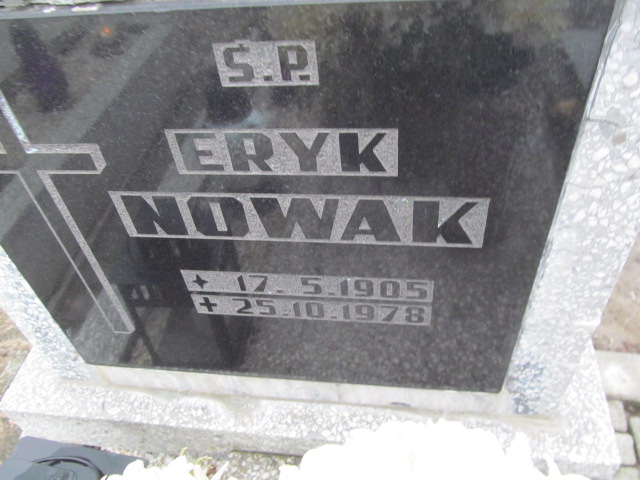 Ś.P.
ERYK
NOWAK
17.5.1905
+ 25.10.1978